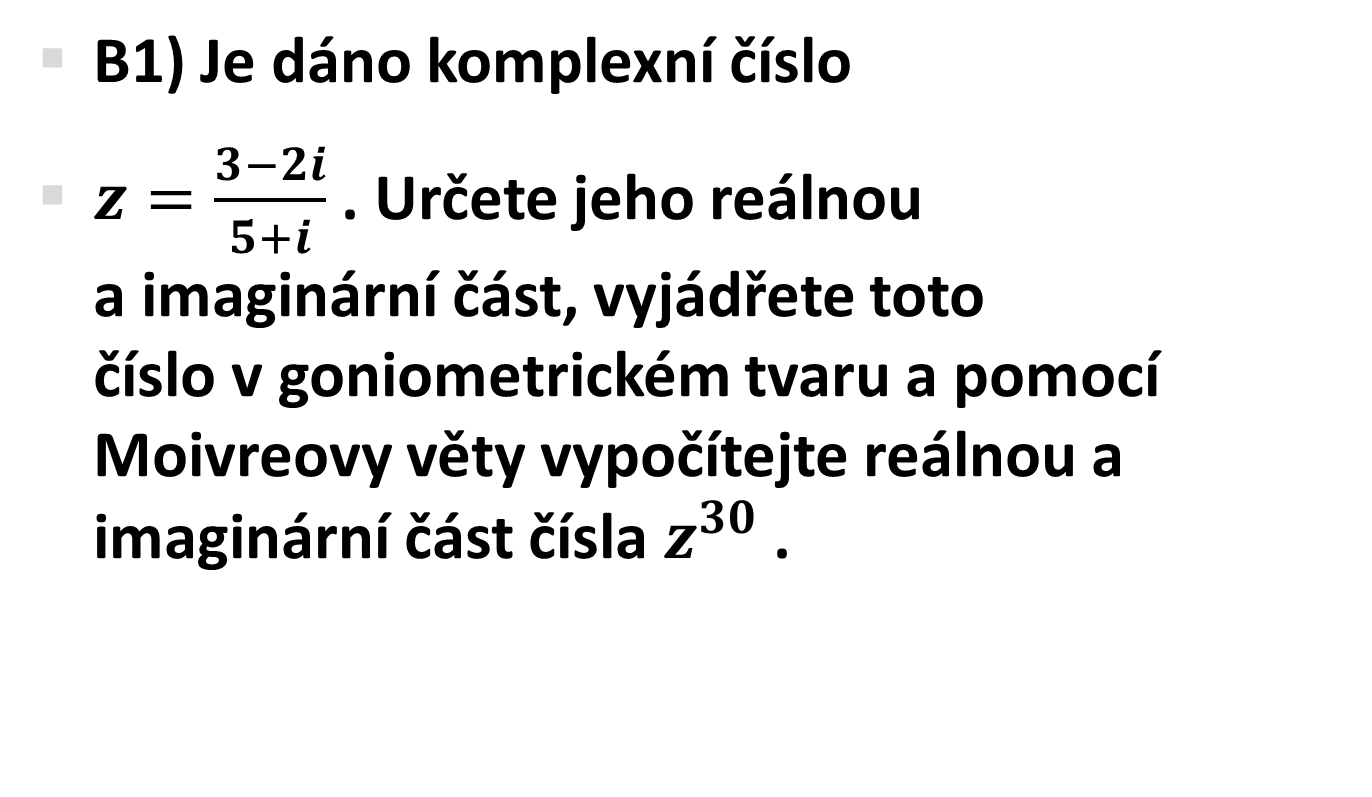 B1) Je dáno komplexní číslo
z = \frac{3−2i}{5+i} . Určete jeho reálnou
a imaginární část, vyjádřete toto
číslo v goniometrickém tvaru a pomocí
Moivreovy věty vypočítejte reálnou a
imaginární část čísla z^{30} .